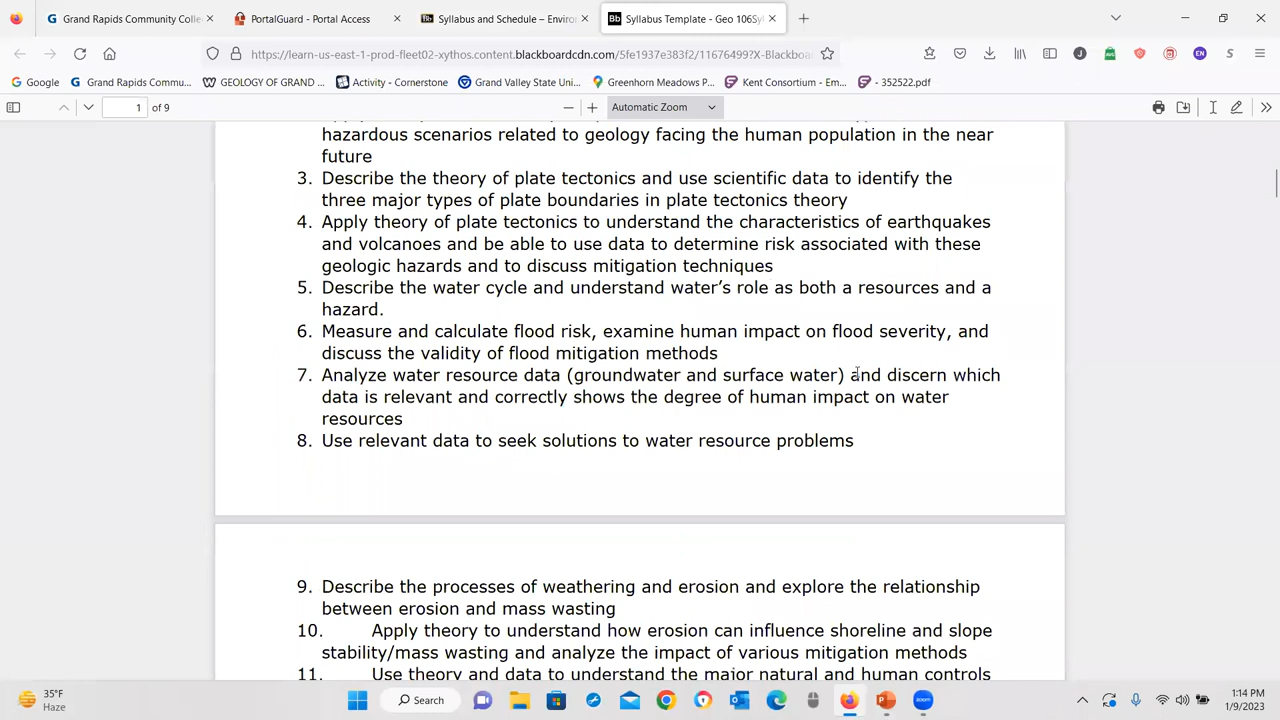 Grand Rapids Community Colle
PortalGuard - Portal Access
Bb
Syllabus and Schedule – Enviro
Bb
Syllabus Template - Geo 106Sy
https://learn-us-east-1-prod-fleet02-xythos.content.blackboardcdn.com/5fe1937e383f2/11676499?X-Blackboa
Google
Grand Rapids Commu...
GEOLOGY OF GRAND ...
Activity - Cornerstone
Grand Valley State Uni...
Greenhorn Meadows P...
Kent Consortium - Em...
- 352522.pdf
1 of 9
Automatic Zoom
hazardous scenarios related to geology facing the human population in the near
future
3. Describe the theory of plate tectonics and use scientific data to identify the
three major types of plate boundaries in plate tectonics theory
4. Apply theory of plate tectonics to understand the characteristics of earthquakes
and volcanoes and be able to use data to determine risk associated with these
geologic hazards and to discuss mitigation techniques
5. Describe the water cycle and understand water’s role as both a resources and a
hazard.
6. Measure and calculate flood risk, examine human impact on flood severity, and
discuss the validity of flood mitigation methods
7. Analyze water resource data (groundwater and surface water) and discern which
data is relevant and correctly shows the degree of human impact on water
resources
8. Use relevant data to seek solutions to water resource problems
9. Describe the processes of weathering and erosion and explore the relationship
between erosion and mass wasting
10. Apply theory to understand how erosion can influence shoreline and slope
stability/mass wasting and analyze the impact of various mitigation methods
11. Use theory and data to understand the major natural and human controls
35°F
Haze
Search
zoom
1:14 PM
1/9/2023